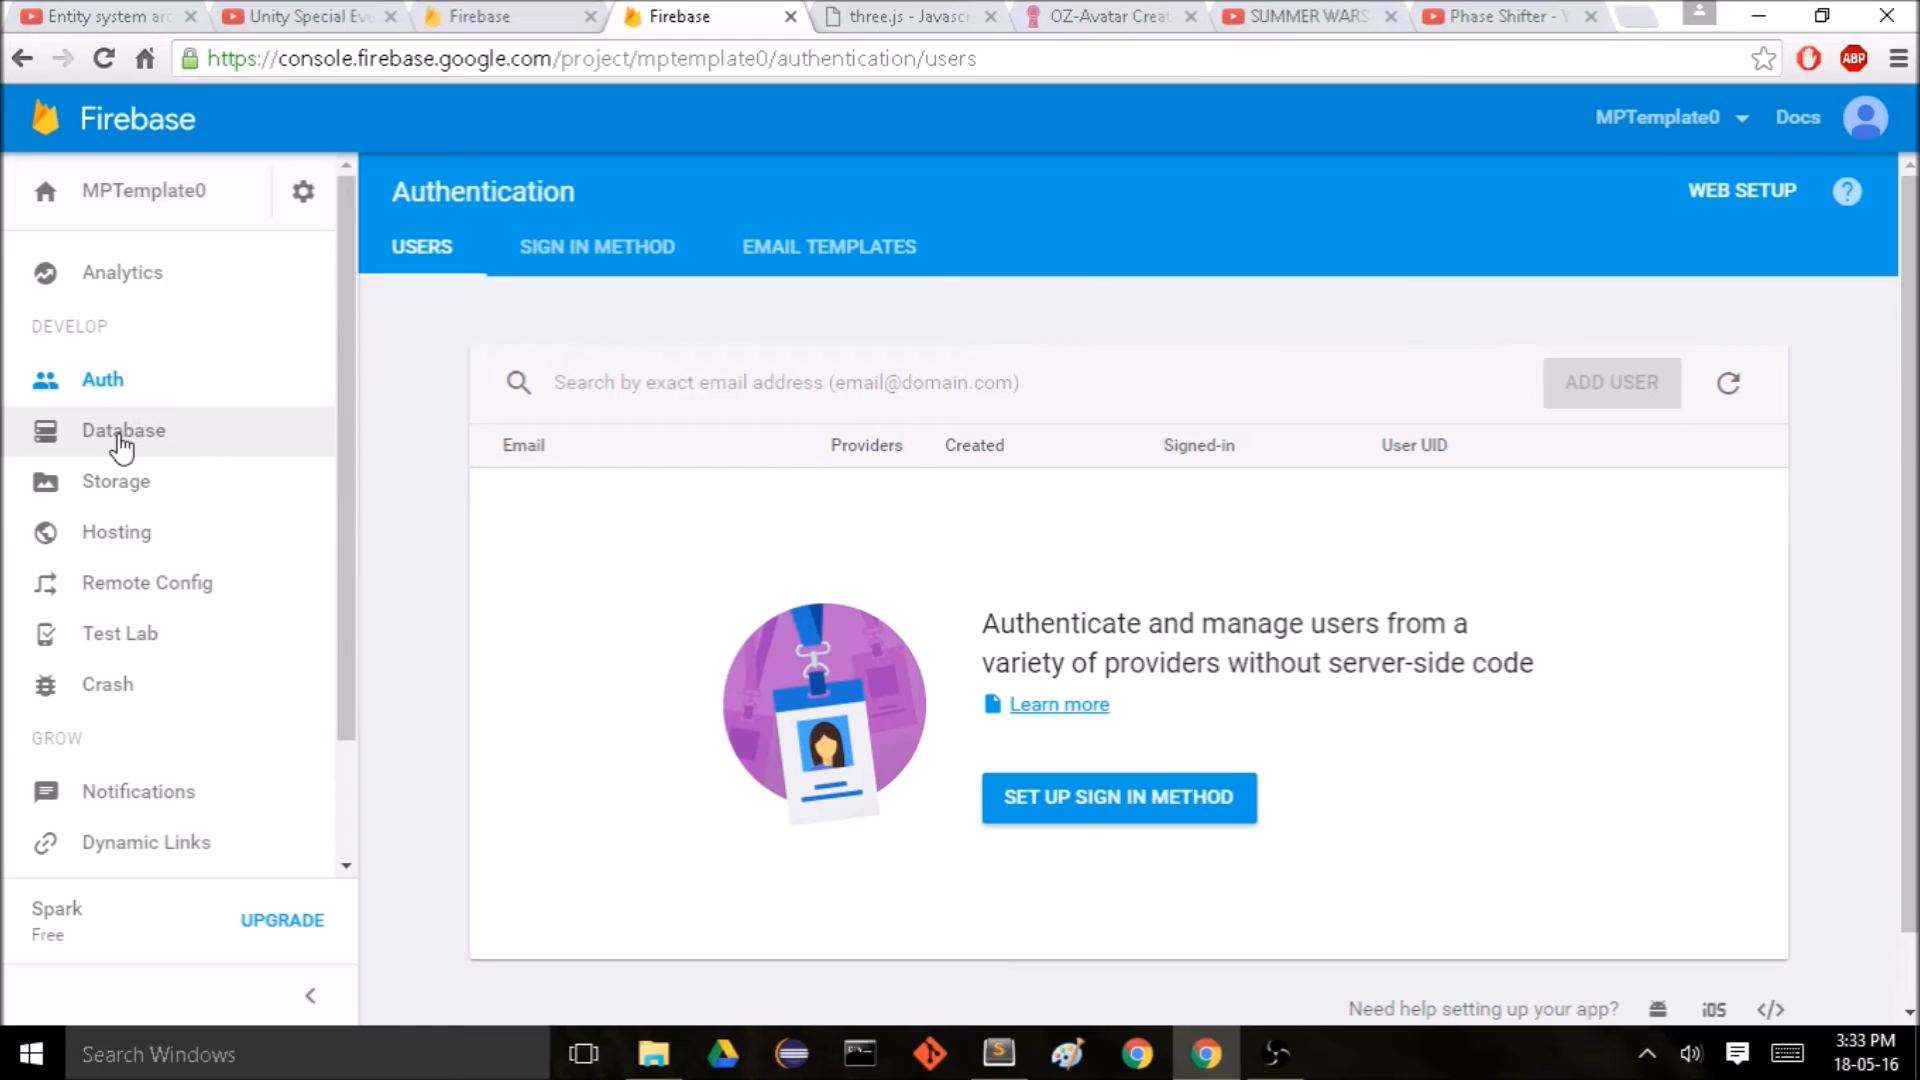 Entity system arc
Unity Special Eve
Firebase
Firebase
three.js - Javascr
OZ-Avatar Creat
SUMMER WARS
Phase Shifter - Y
https://console.firebase.google.com/project/mptemplate0/authentication/users
ABP
Firebase
MPTemplate0
Docs
MPTemplate0
Authentication
WEB SETUP
?
USERS
SIGN IN METHOD
EMAIL TEMPLATES
Analytics
DEVELOP
Auth
Database
Storage
Hosting
Remote Config
Test Lab
Crash
GROW
Notifications
Dynamic Links
Spark
Free
UPGRADE
Search by exact email address (email@domain.com)
ADD USER
Email
Providers
Created
Signed-in
User UID
Authenticate and manage users from a
variety of providers without server-side code
Learn more
SET UP SIGN IN METHOD
Need help setting up your app?
iOS
</>
Search Windows
3:33 PM
18-05-16